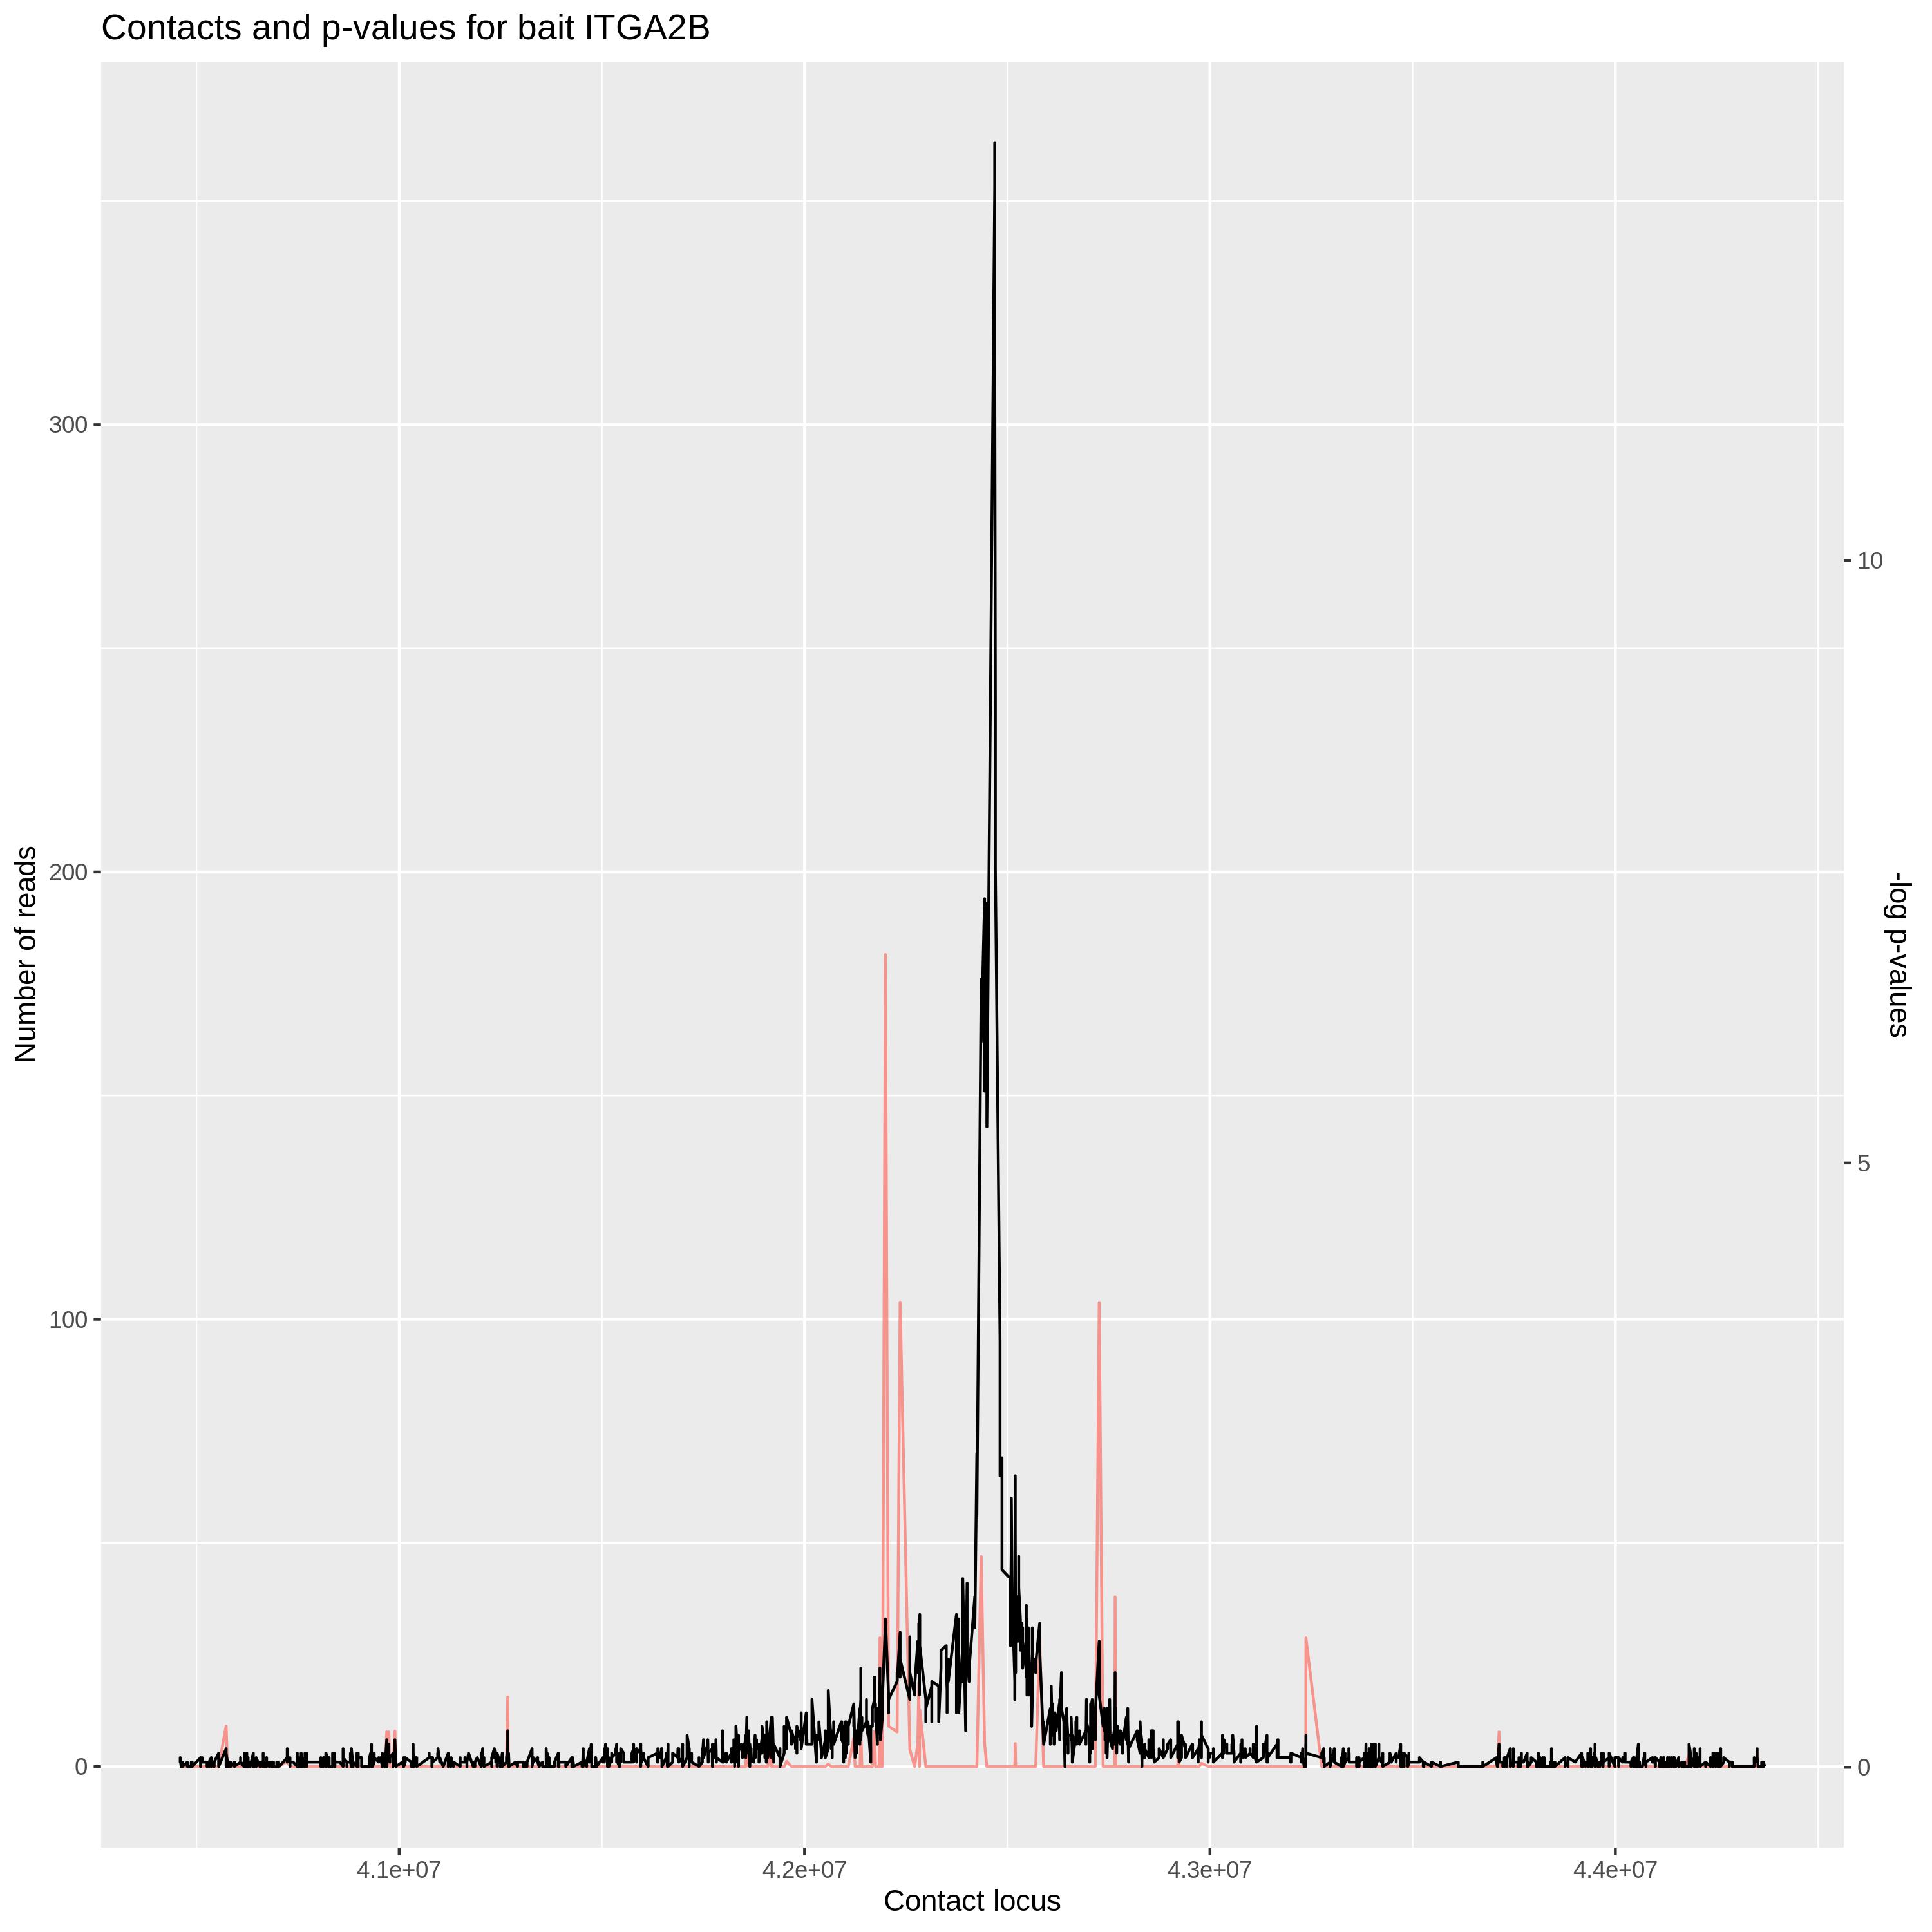 Contacts and p-values for bait ITGA2B
Number of reads
300
200
100
0
10
5
0
-log p-values
4.1e+07 4.2e+07 4.3e+07 4.4e+07
Contact locus